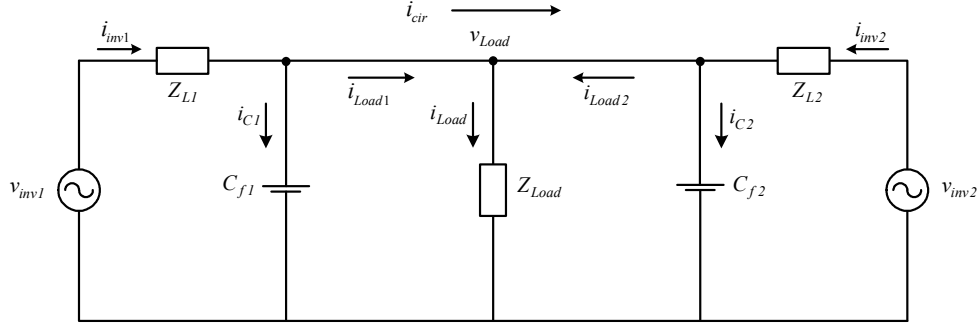 i_cir
v_Load
i_inv1
i_inv2
Z_L1
Z_L2
i_Load1
i_Load2
i_C1
i_Load
i_C2
C_f1
Z_Load
C_f2
v_inv1
v_inv2